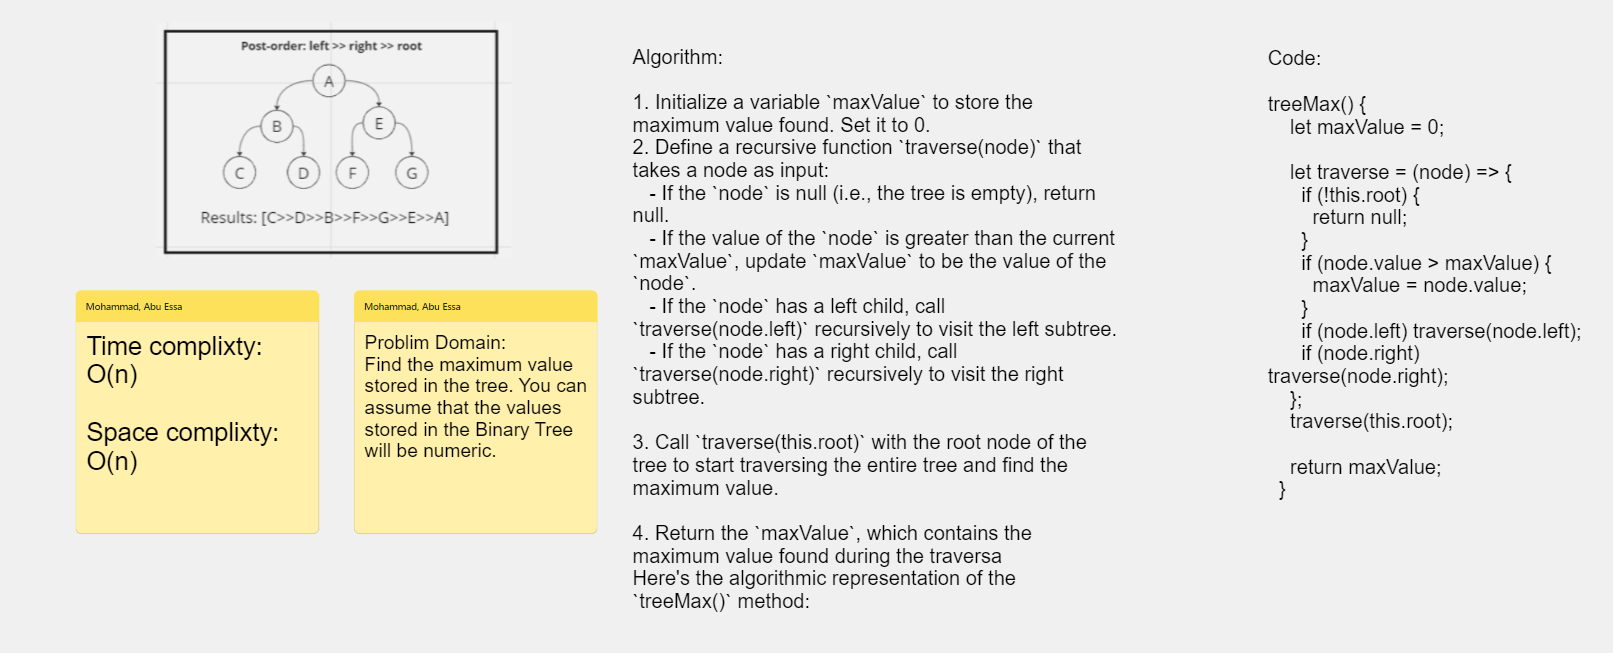 Post-order: left >> right >> root
A
B
E
C
D
F
G
Results: [C>>D>>B>>F>>G>>E>>A]
Mohammad, Abu Essa
Time complixty:
O(n)
Space complixty:
O(n)
Mohammad, Abu Essa
Problim Domain:
Find the maximum value
stored in the tree. You can
assume that the values
stored in the Binary Tree
will be numeric.
Algorithm:
1. Initialize a variable `maxValue` to store the
maximum value found. Set it to 0.
2. Define a recursive function `traverse(node)` that
takes a node as input:
- If the `node` is null (i.e., the tree is empty), return
null.
- If the value of the `node` is greater than the current
`maxValue`, update `maxValue` to be the value of the
`node`.
- If the `node` has a left child, call
`traverse(node.left)` recursively to visit the left subtree.
- If the `node` has a right child, call
`traverse(node.right)` recursively to visit the right
subtree.
3. Call `traverse(this.root)` with the root node of the
tree to start traversing the entire tree and find the
maximum value.
4. Return the `maxValue`, which contains the
maximum value found during the traversa
Here's the algorithmic representation of the
`treeMax()` method:
Code:
treeMax() {
let maxValue = 0;
let traverse = (node) => {
if (!this.root) {
return null;
}
if (node.value > maxValue) {
maxValue = node.value;
}
if (node.left) traverse(node.left);
if (node.right)
traverse(node.right);
};
traverse(this.root);
return maxValue;
}